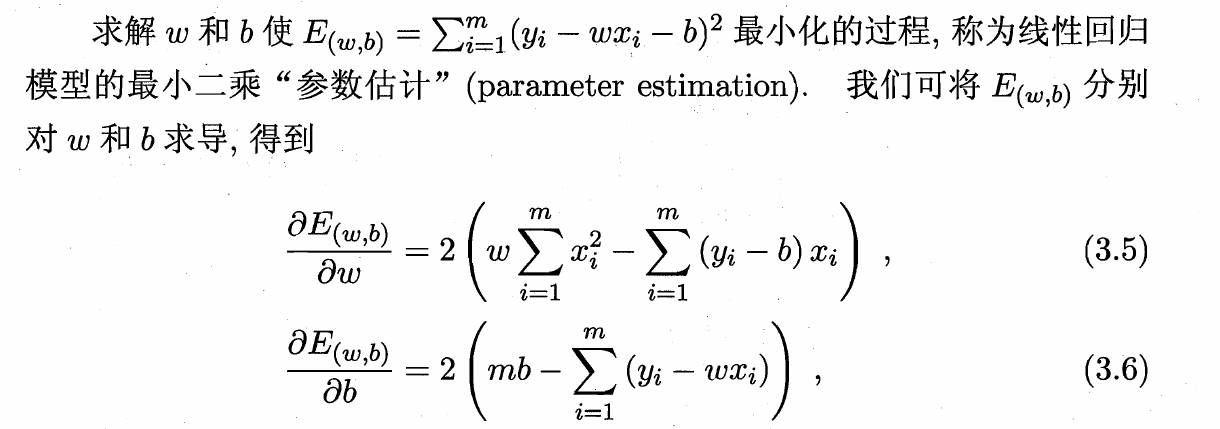 求解 w 和 b 使 E_{(w,b)} = \sum_{i=1}^{m}(y_i - wx_i - b)^2 最小化的过程, 称为线性回归
模型的最小二乘“参数估计” (parameter estimation). 我们可将 E_{(w,b)} 分别
对 w 和 b 求导, 得到
\frac{\partial E_{(w,b)}}{\partial w} = 2 \left( w \sum_{i=1}^{m} x_i^2 - \sum_{i=1}^{m} (y_i - b) x_i \right) , (3.5)
\frac{\partial E_{(w,b)}}{\partial b} = 2 \left( mb - \sum_{i=1}^{m} (y_i - wx_i) \right) , (3.6)